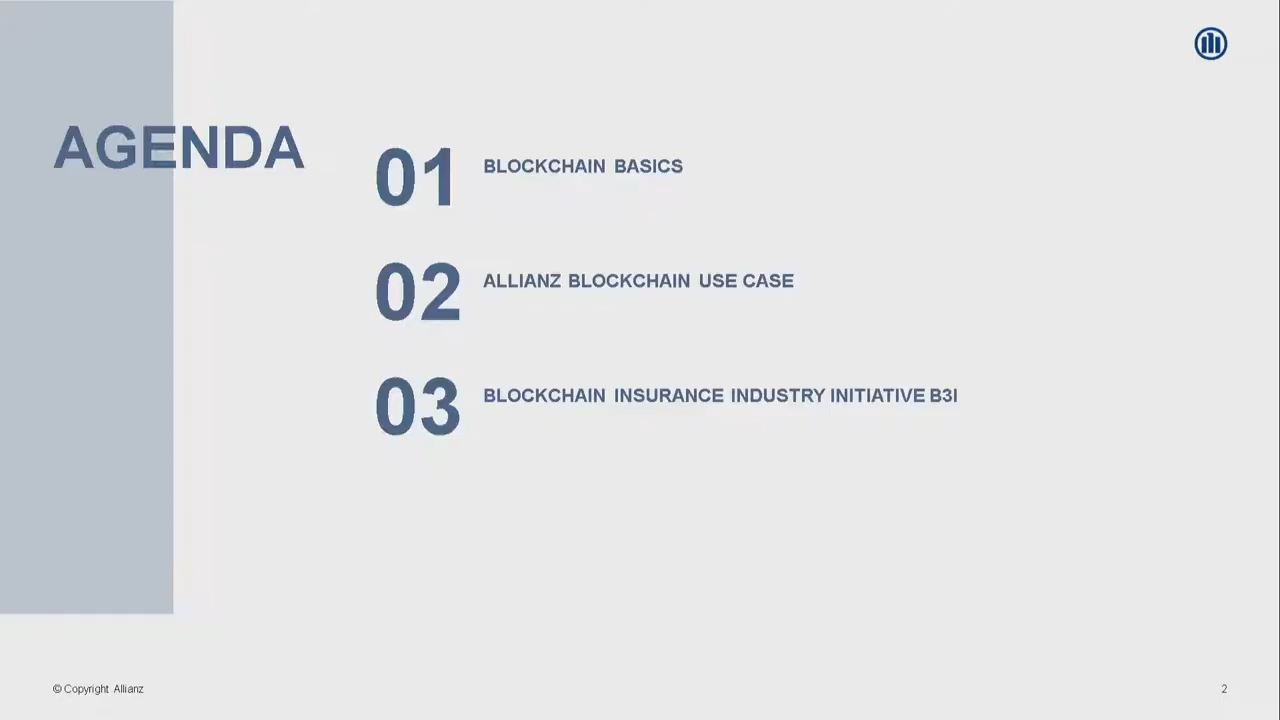 AGENDA
01 BLOCKCHAIN BASICS
02 ALLIANZ BLOCKCHAIN USE CASE
03 BLOCKCHAIN INSURANCE INDUSTRY INITIATIVE B3I
© Copyright Allianz
2